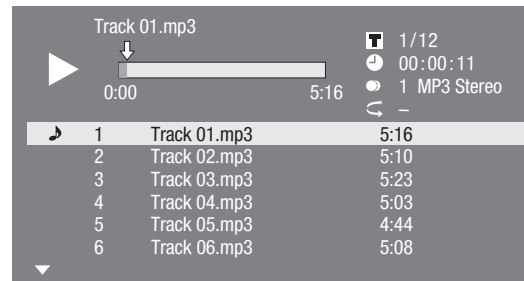 Track 01.mp3
T 1/12
00:00:11
0:00 5:16
1 MP3 Stereo
–
1 Track 01.mp3 5:16
2 Track 02.mp3 5:10
3 Track 03.mp3 5:23
4 Track 04.mp3 5:03
5 Track 05.mp3 4:44
6 Track 06.mp3 5:08